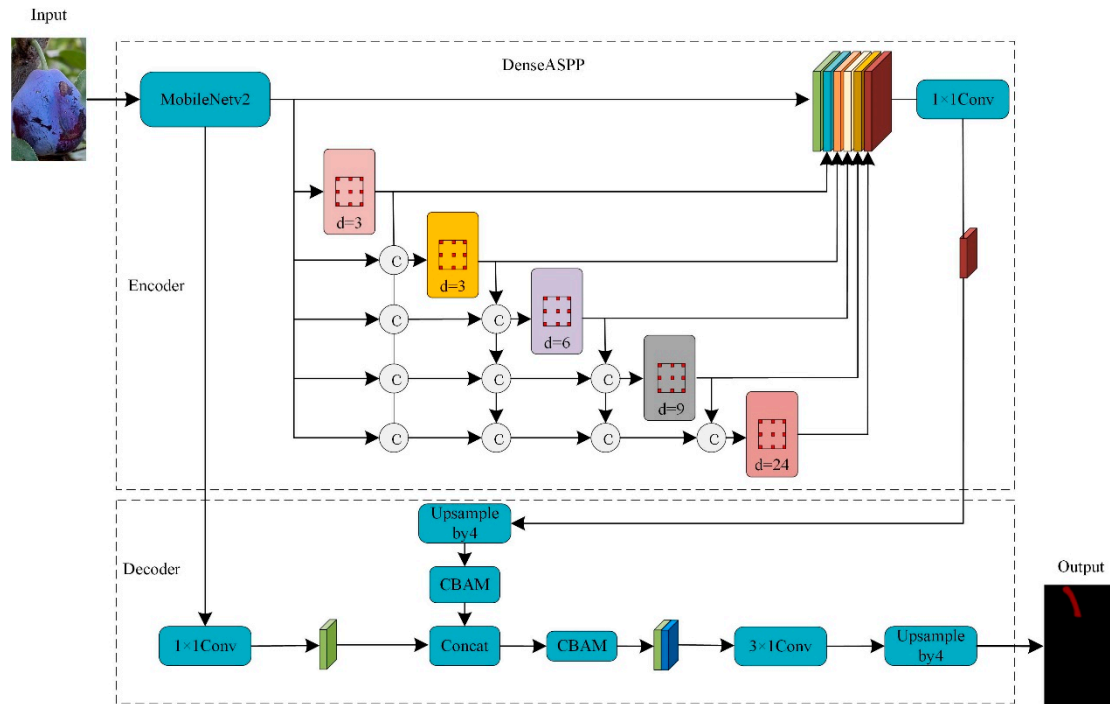 Input
DenseASPP
MobileNetv2
1×1Conv
d=3
C
d=3
Encoder
C
C
d=6
C
C
C
d=9
C
C
C
C
d=24
Upsample
by4
Decoder
CBAM
Output
1×1Conv
Concat
CBAM
3×1Conv
Upsample
by4